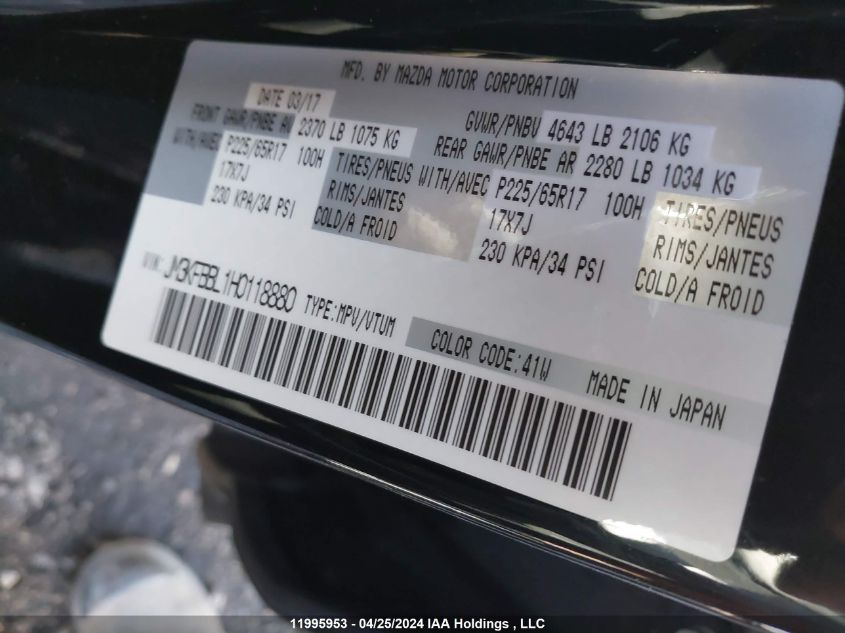 MFD. BY MAZDA MOTOR CORPORATION
DATE 03/17 GVWR/PNBV 4643 LB 2106 KG
FRONT GAWR/PNBE AV 2370 LB 1075 KG REAR GAWR/PNBE AR 2280 LB 1034 KG
WITH/AVEC P225/65R17 100H TIRES/PNEUS WITH/AVEC P225/65R17 100H TIRES/PNEUS
17X7J RIMS/JANTES 17X7J RIMS/JANTES
230 KPA/34 PSI COLD/A FROID 230 KPA/34 PSI COLD/A FROID
VIN: JM3KFBBL1H0118880 TYPE:MPV/VTUM
COLOR CODE:41W MADE IN JAPAN
11995953 - 04/25/2024 IAA Holdings , LLC